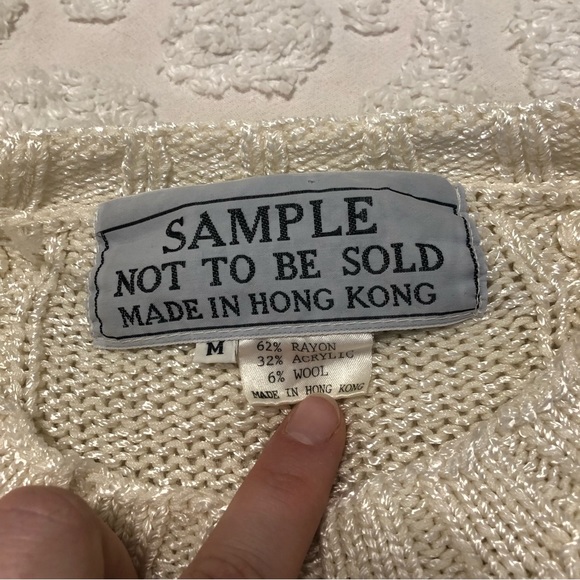 SAMPLE
NOT TO BE SOLD
MADE IN HONG KONG
M
62% RAYON
32% ACRYLIC
6% WOOL
MADE IN HONG KONG